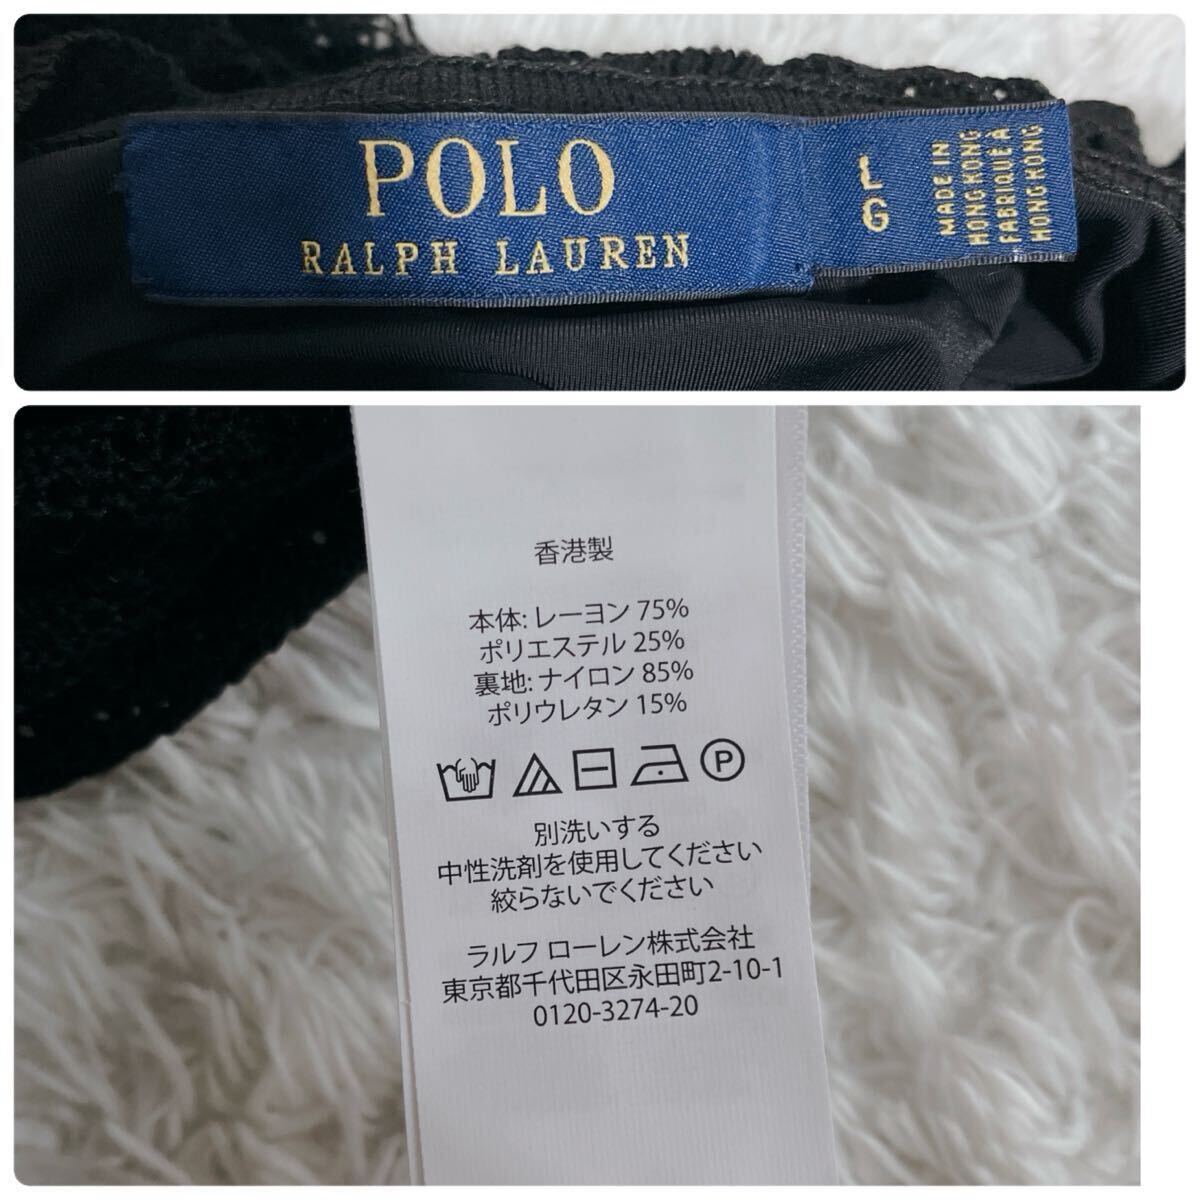 POLO
RALPH LAUREN
L
G
MADE IN
HONG KONG
FABRIQUÉ À
HONG KONG
香港製
本体: レーヨン 75%
ポリエステル 25%
裏地: ナイロン 85%
ポリウレタン 15%
P
別洗いする
中性洗剤を使用してください
絞らないでください
ラルフ ローレン株式会社
東京都千代田区永田町2-10-1
0120-3274-20